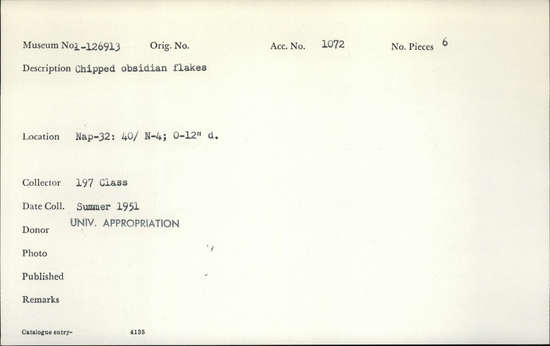 Museum No. 1-126913 Orig. No. Acc. No. 1072 No. Pieces 6
Description Chipped obsidian flakes
Location Nap-32: 40/ N-4; 0-12" d.
Collector 197 Class
Date Coll. Summer 1951
Donor UNIV. APPROPRIATION
Photo
Published
Remarks
Catalogue entry- 4135